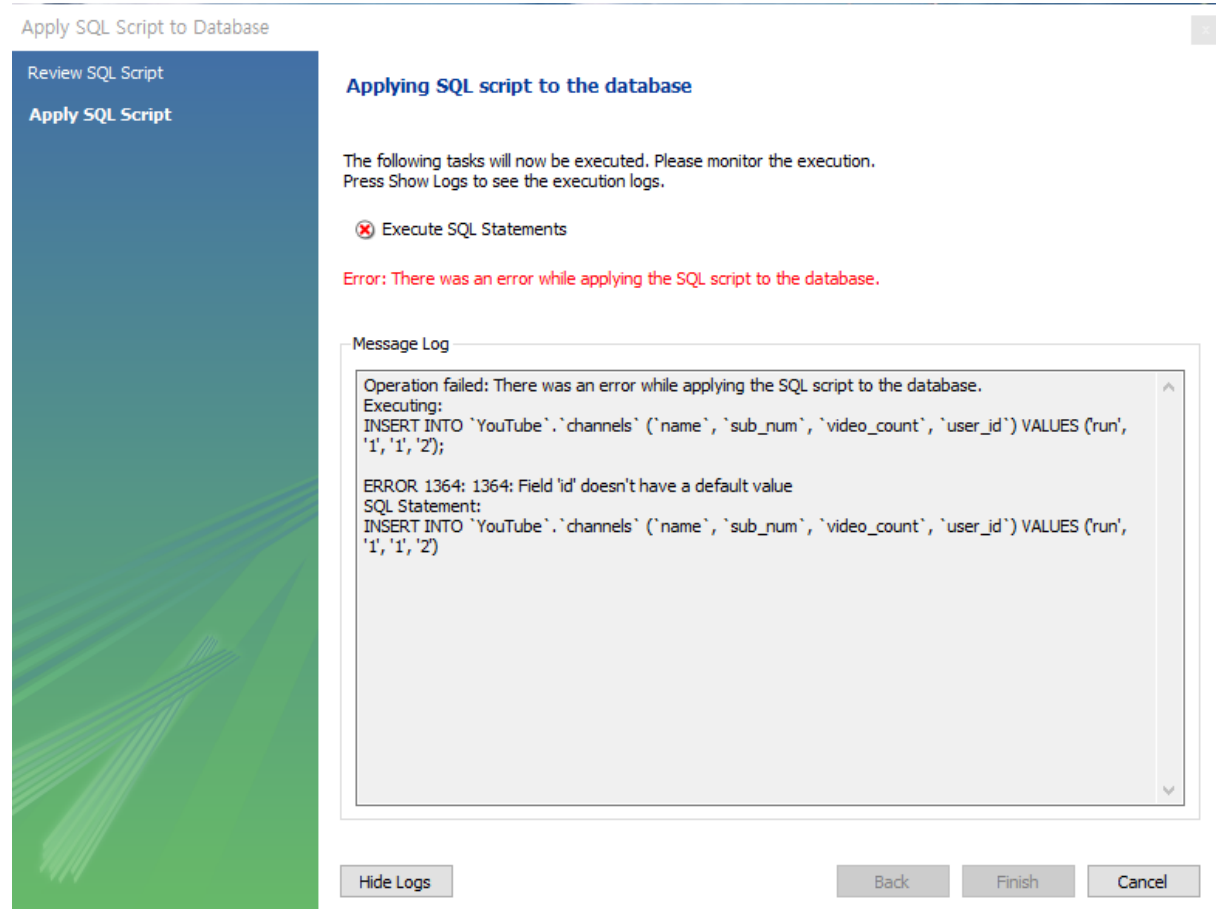 Apply SQL Script to Database
x
Review SQL Script
Apply SQL Script
Applying SQL script to the database
The following tasks will now be executed. Please monitor the execution.
Press Show Logs to see the execution logs.
Execute SQL Statements
Error: There was an error while applying the SQL script to the database.
Message Log
Operation failed: There was an error while applying the SQL script to the database.
Executing:
INSERT INTO `YouTube`.`channels` (`name`, `sub_num`, `video_count`, `user_id`) VALUES ('run',
'1', '1', '2');
ERROR 1364: 1364: Field 'id' doesn't have a default value
SQL Statement:
INSERT INTO `YouTube`.`channels` (`name`, `sub_num`, `video_count`, `user_id`) VALUES ('run',
'1', '1', '2')
Hide Logs
Back
Finish
Cancel